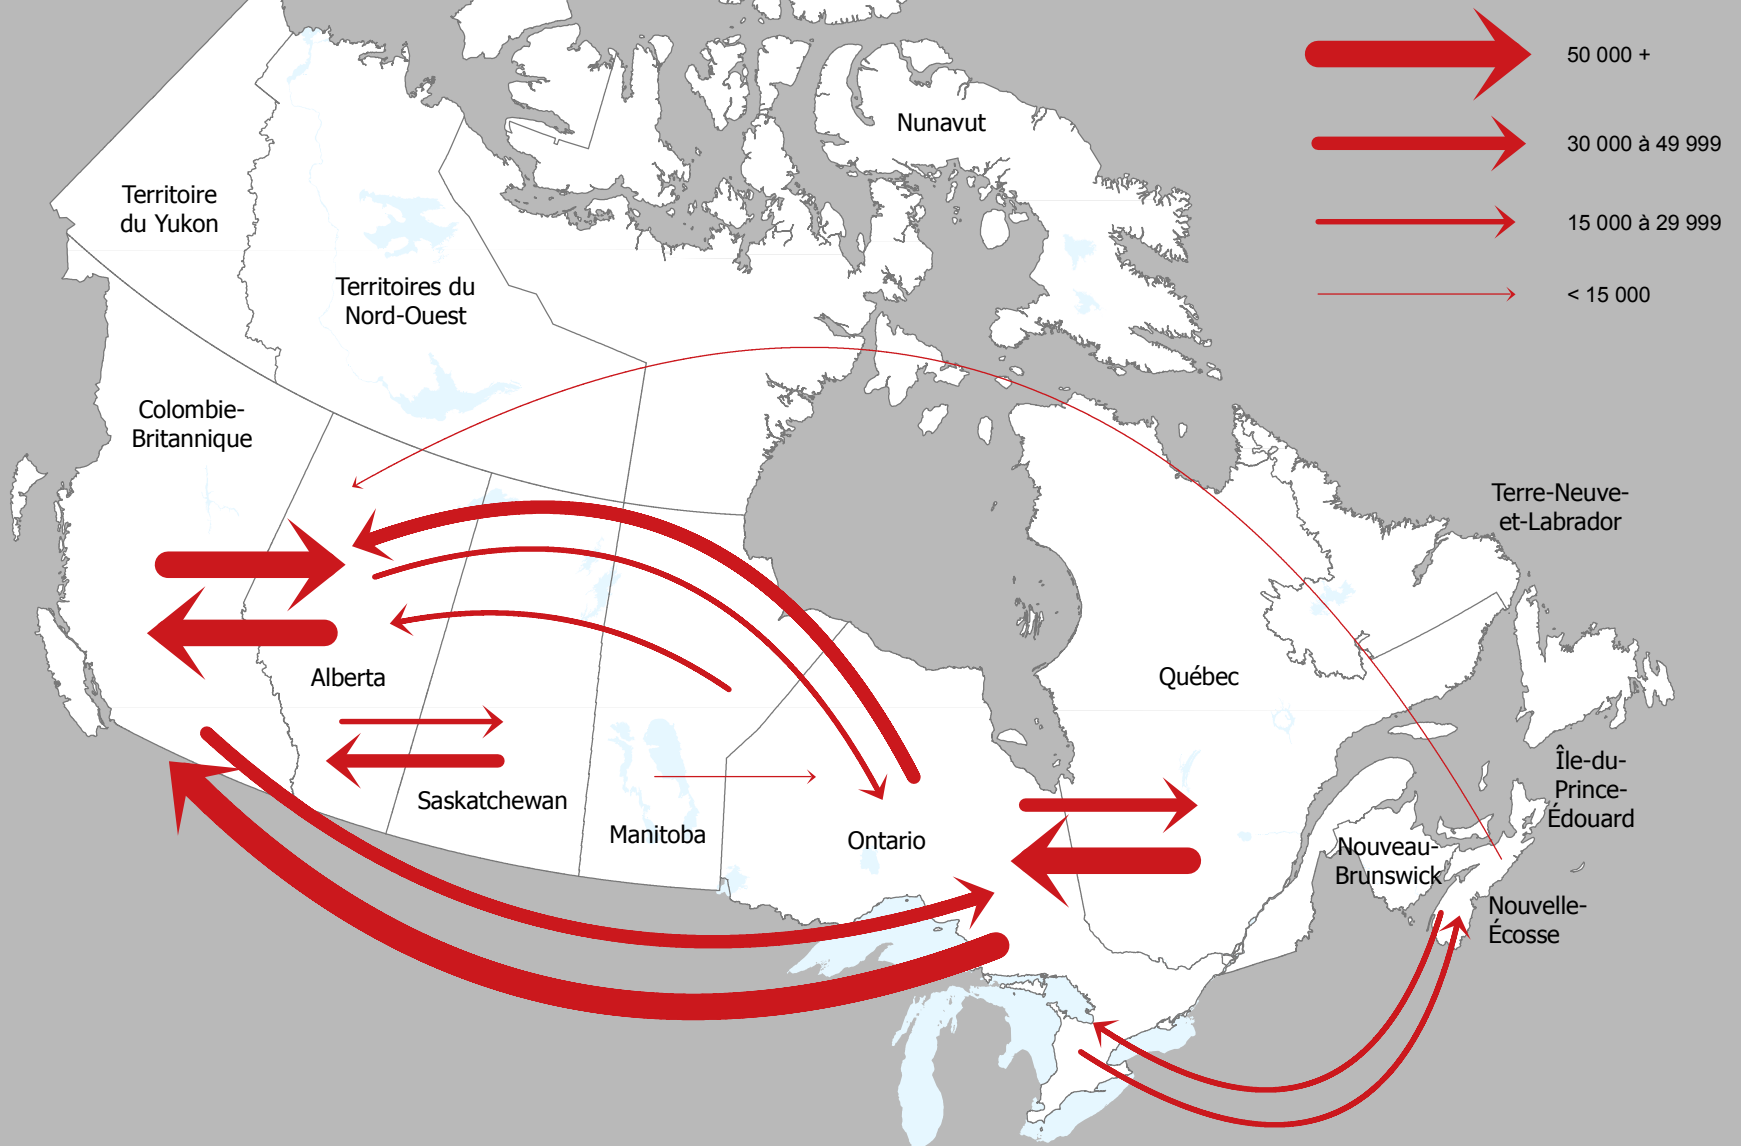 50 000 +
30 000 à 49 999
15 000 à 29 999
< 15 000
Nunavut
Territoire
du Yukon
Territoires du
Nord-Ouest
Colombie-
Britannique
Terre-Neuve-
et-Labrador
Alberta
Québec
Saskatchewan
Manitoba
Ontario
Île-du-
Prince-
Édouard
Nouveau-
Brunswick
Nouvelle-
Écosse